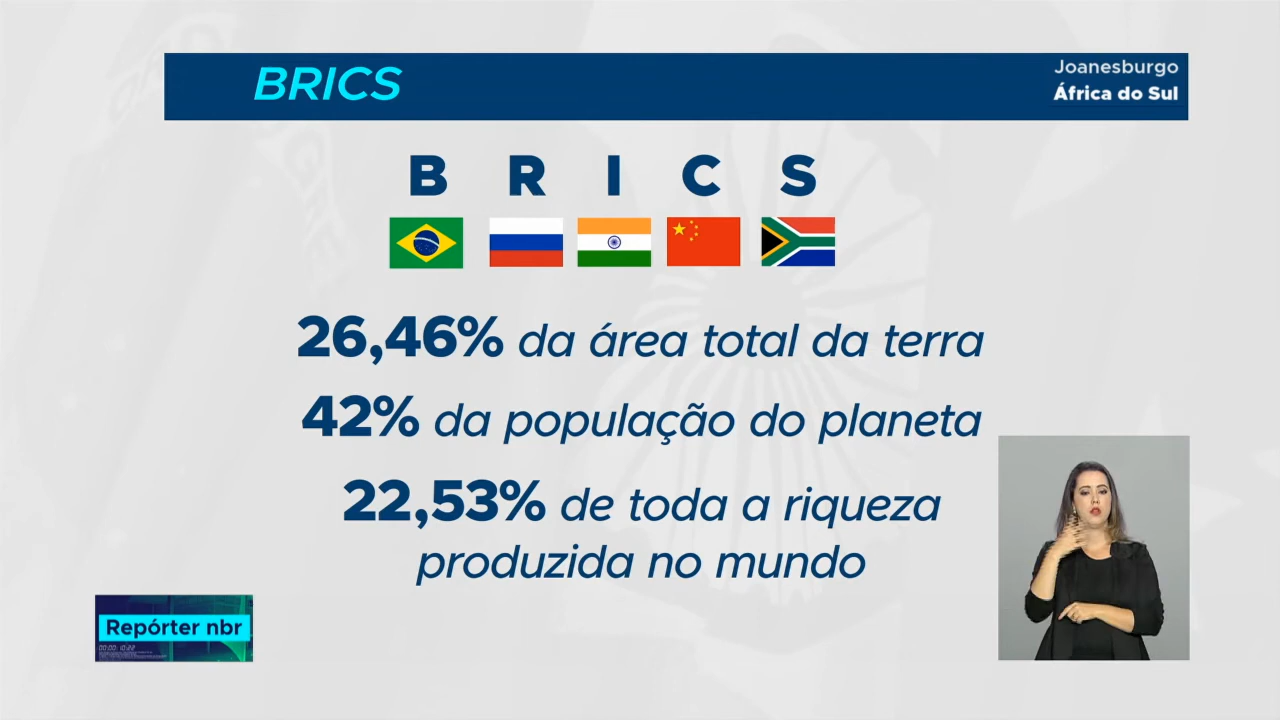 BRICS
Joanesburgo
África do Sul
B R I C S
26,46% da área total da terra
42% da população do planeta
22,53% de toda a riqueza
produzida no mundo
Repórter nbr